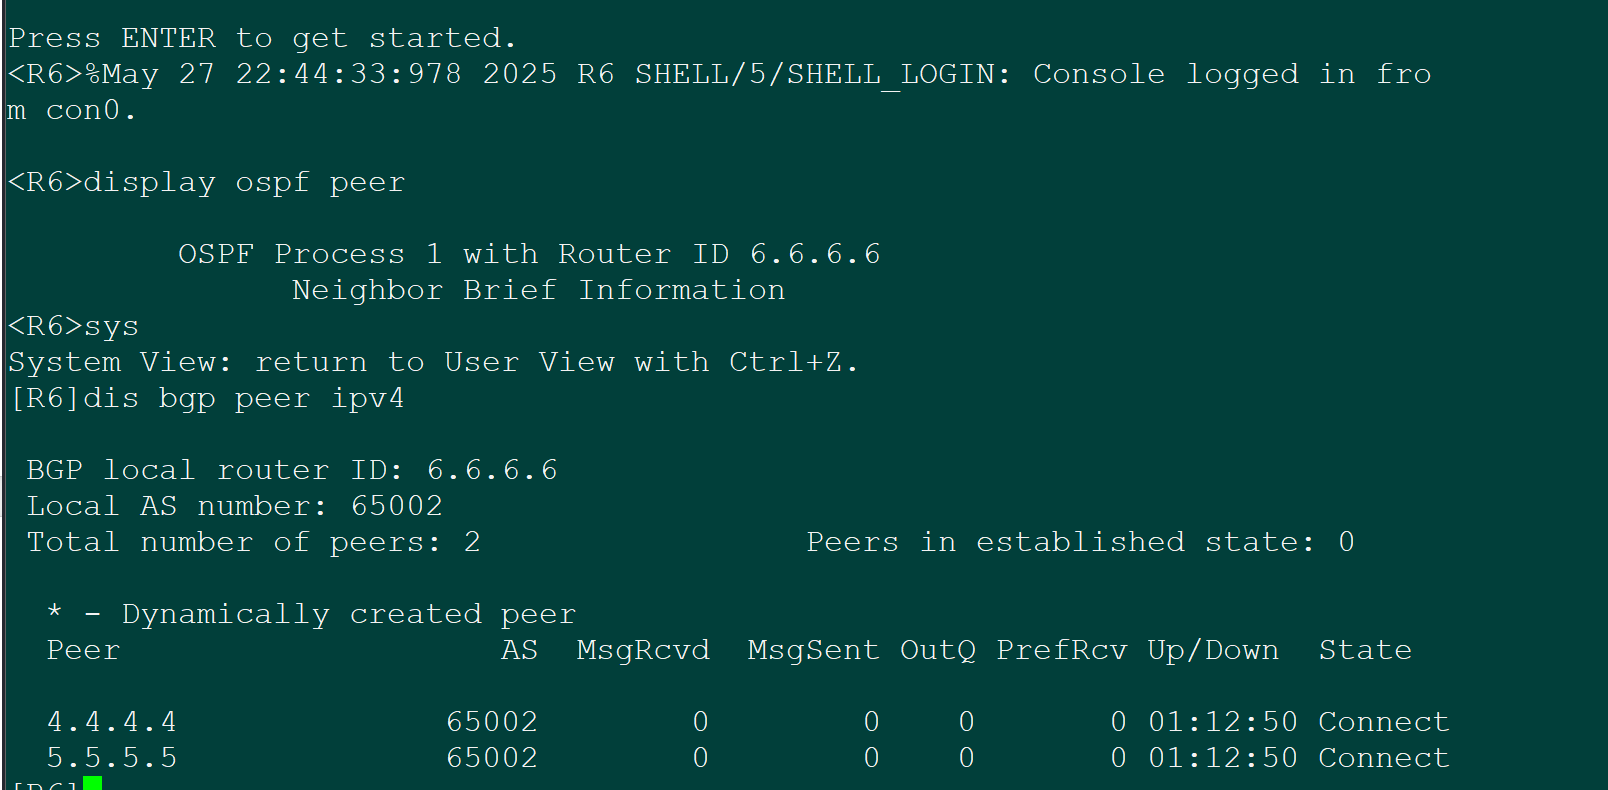 Press ENTER to get started.
<R6>%May 27 22:44:33:978 2025 R6 SHELL/5/SHELL_LOGIN: Console logged in fro
m con0.
<R6>display ospf peer
OSPF Process 1 with Router ID 6.6.6.6
Neighbor Brief Information
<R6>sys
System View: return to User View with Ctrl+Z.
[R6]dis bgp peer ipv4
BGP local router ID: 6.6.6.6
Local AS number: 65002
Total number of peers: 2 Peers in established state: 0
* - Dynamically created peer
Peer AS MsgRcvd MsgSent OutQ PrefRcv Up/Down State
4.4.4.4 65002 0 0 0 0 01:12:50 Connect
5.5.5.5 65002 0 0 0 0 01:12:50 Connect
[R6]